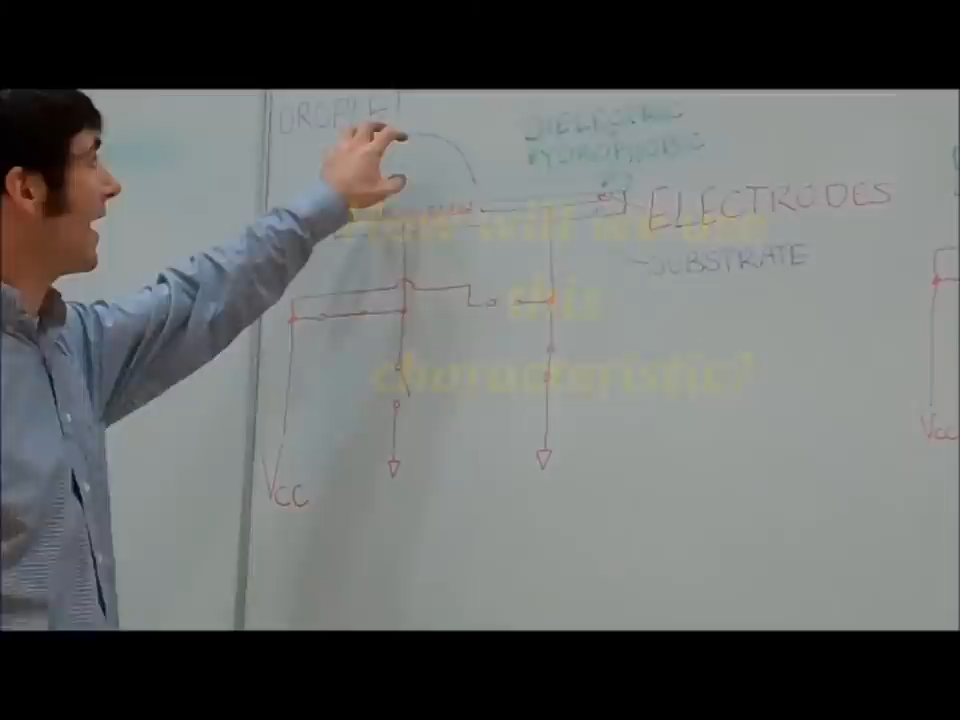 DROPLET
DIELECTRIC
HYDROPHOBIC
ELECTRODES
SUBSTRATE
How will we use
this
characteristic?
VCC
Vcc